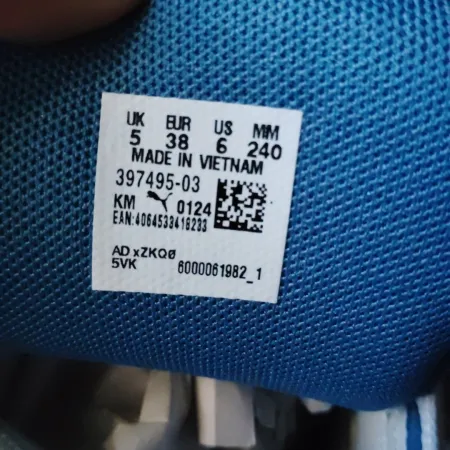 UK EUR US MM
5 38 6 240
MADE IN VIETNAM
397495-03
KM 0124
EAN:4064533416233
AD xZKQ0
5VK 6000061982_1